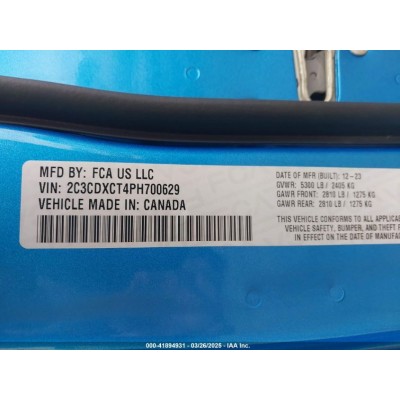 MFD BY: FCA US LLC
VIN: 2C3CDXCT4PH700629
VEHICLE MADE IN: CANADA
DATE OF MFR (BUILT): 12-23
GVWR: 5300 LB / 2405 KG
GAWR FRONT: 2810 LB / 1275 KG
GAWR REAR: 2810 LB / 1275 KG
THIS VEHICLE CONFORMS TO ALL APPLICAB
VEHICLE SAFETY, BUMPER, AND THEFT P
IN EFFECT ON THE DATE OF MANUFAC
000-41894931 - 03/26/2025 - IAA Inc.